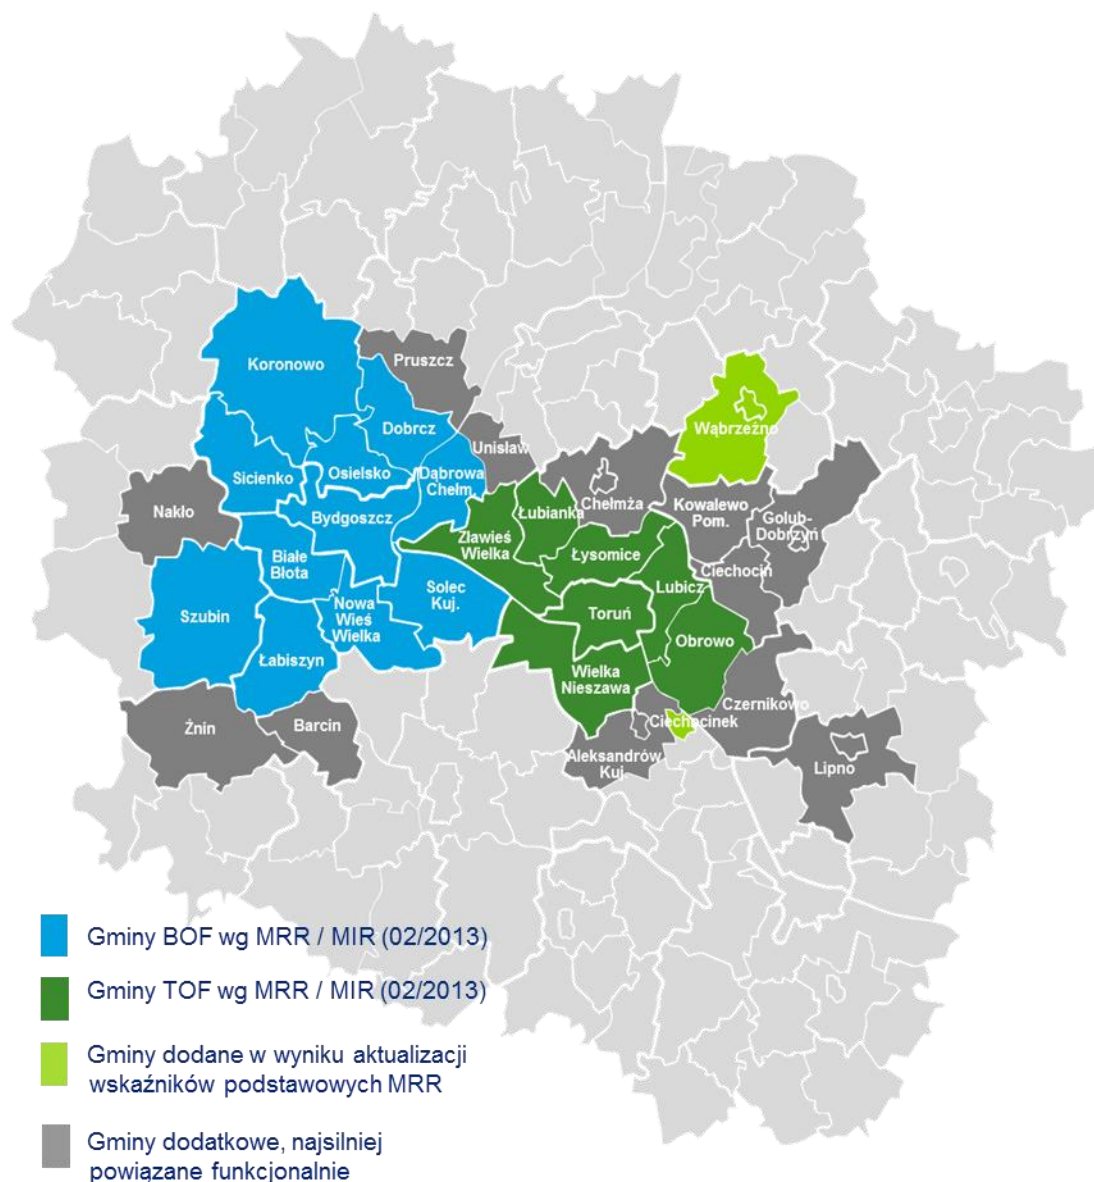 Koronowo
Pruszcz
Dobrcz
Unisław
Wąbrzeźno
Sicienko
Osielsko
Dąbrowa
Chełm.
Nakło
Bydgoszcz
Łubianka
Chełmża
Kowalewo
Pom.
Golub-
Dobrzyń
Zławieś
Wielka
Łysomice
Ciechocin
Białe
Błota
Solec
Kuj.
Lubicz
Szubin
Nowa
Wieś
Wielka
Toruń
Obrowo
Łabiszyn
Wielka
Nieszawa
Czernikowo
Żnin
Barcin
Ciechocinek
Aleksandrów
Kuj.
Lipno
Gminy BOF wg MRR / MIR (02/2013)
Gminy TOF wg MRR / MIR (02/2013)
Gminy dodane w wyniku aktualizacji
wskaźników podstawowych MRR
Gminy dodatkowe, najsilniej
powiązane funkcjonalnie